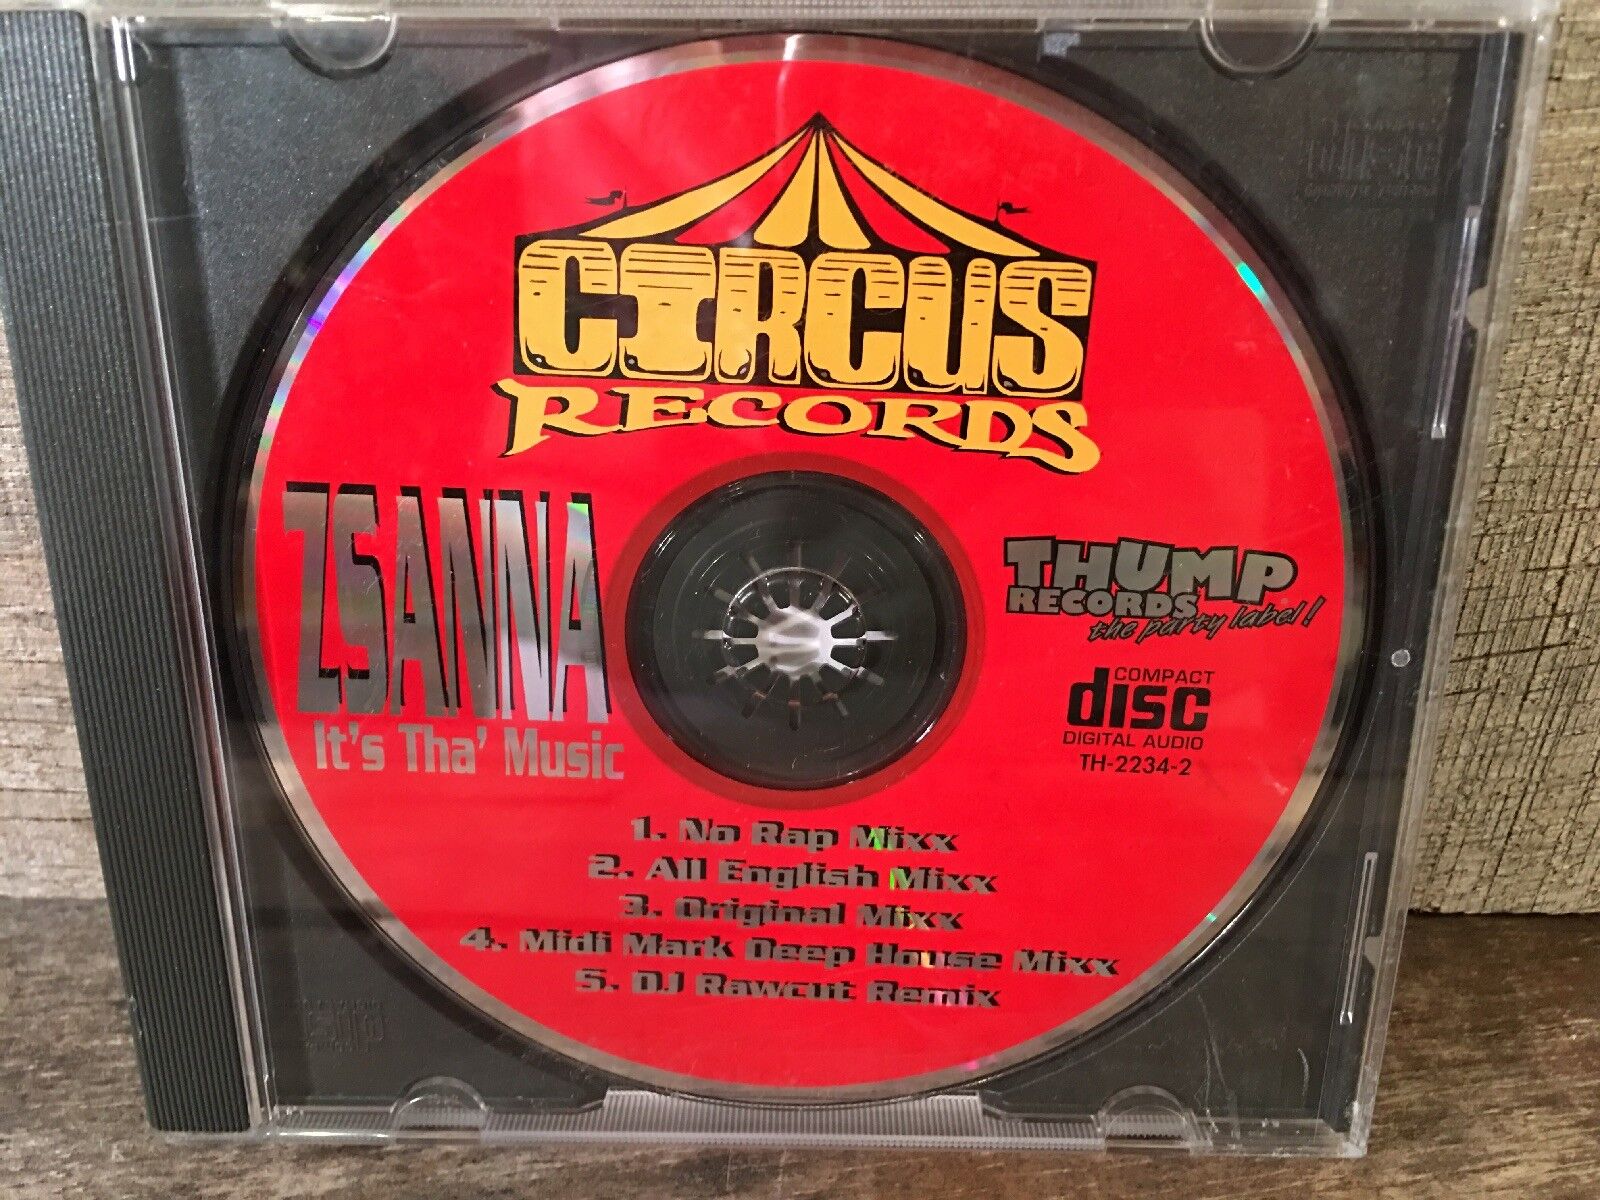 CIRCUS
RECORDS
ZSANNA
It's Tha' Music
THUMP
RECORDS
the party label!
COMPACT
disc
DIGITAL AUDIO
TH-2234-2
1. No Rap Mixx
2. All English Mixx
3. Original Mixx
4. Midi Mark Deep House Mixx
5. DJ Rawcut Remix